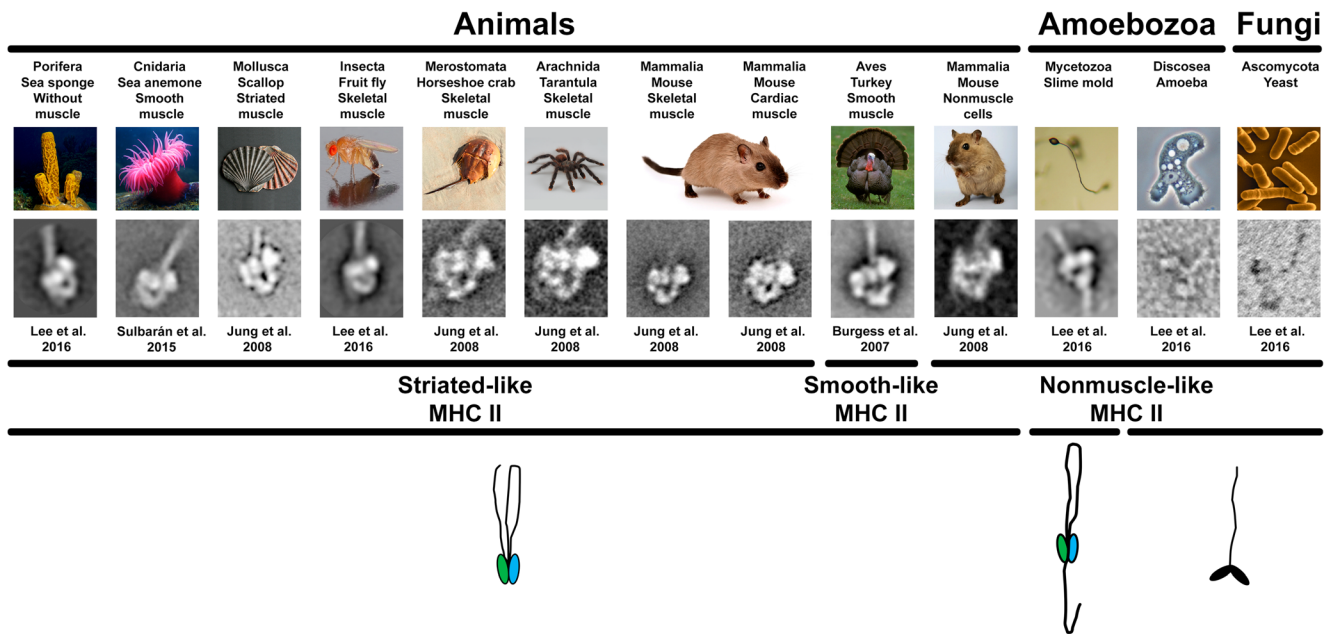 Animals
Amoebozoa
Fungi
Porifera
Sea sponge
Without
muscle
Cnidaria
Sea anemone
Smooth
muscle
Mollusca
Scallop
Striated
muscle
Insecta
Fruit fly
Skeletal
muscle
Merostomata
Horseshoe crab
Skeletal
muscle
Arachnida
Tarantula
Skeletal
muscle
Mammalia
Mouse
Skeletal
muscle
Mammalia
Mouse
Cardiac
muscle
Aves
Turkey
Smooth
muscle
Mammalia
Mouse
Nonmuscle
cells
Mycetozoa
Slime mold
Discosea
Amoeba
Ascomycota
Yeast
Lee et al.
2016
Sulbarán et al.
2015
Jung et al.
2008
Lee et al.
2016
Jung et al.
2008
Jung et al.
2008
Jung et al.
2008
Jung et al.
2008
Burgess et al.
2007
Jung et al.
2008
Lee et al.
2016
Lee et al.
2016
Lee et al.
2016
Striated-like
MHC II
Smooth-like
MHC II
Nonmuscle-like
MHC II